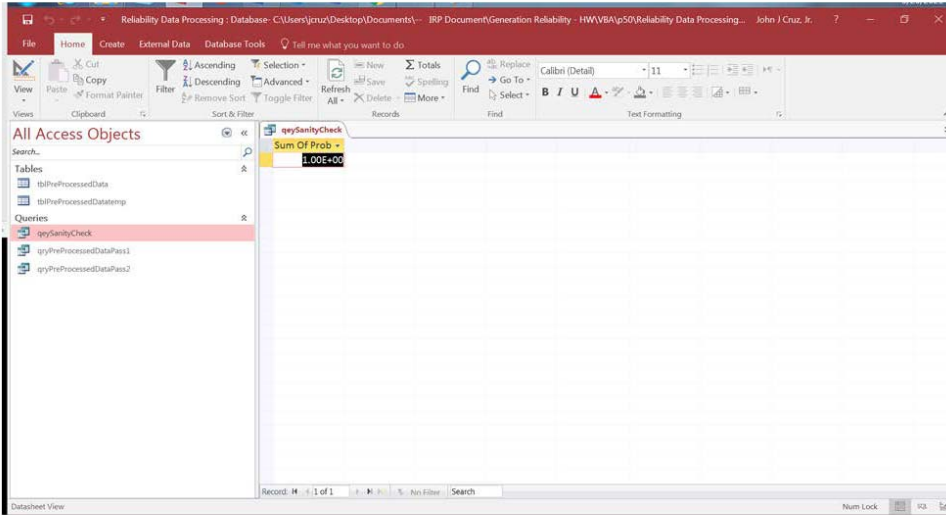 Reliability Data Processing : Database- C:\Users\jcruz\Desktop\Documents\-- IRP Document\Generation Reliability - HW\VBA\p50\Reliability Data Processing... John J Cruz, Jr. ?
File Home Create External Data Database Tools Tell me what you want to do
View
Paste
Cut
Copy
Format Painter
Filter
Ascending
Descending
Remove Sort
Selection
Advanced
Toggle Filter
Refresh All
New
Save
Delete
Totals
Spelling
More
Find
Replace
Go To
Select
Calibri (Detail) 11
B I U A
Views Clipboard Sort & Filter Records Find Text Formatting
All Access Objects
Search...
Tables
tblPreProcessedData
tblPreProcessedDatatemp
Queries
qeySanityCheck
qryPreProcessedDataPass1
qryPreProcessedDataPass2
qeySanityCheck
Sum Of Prob
1.00E+00
Record: 1 of 1 No Filter Search
Datasheet View Num Lock